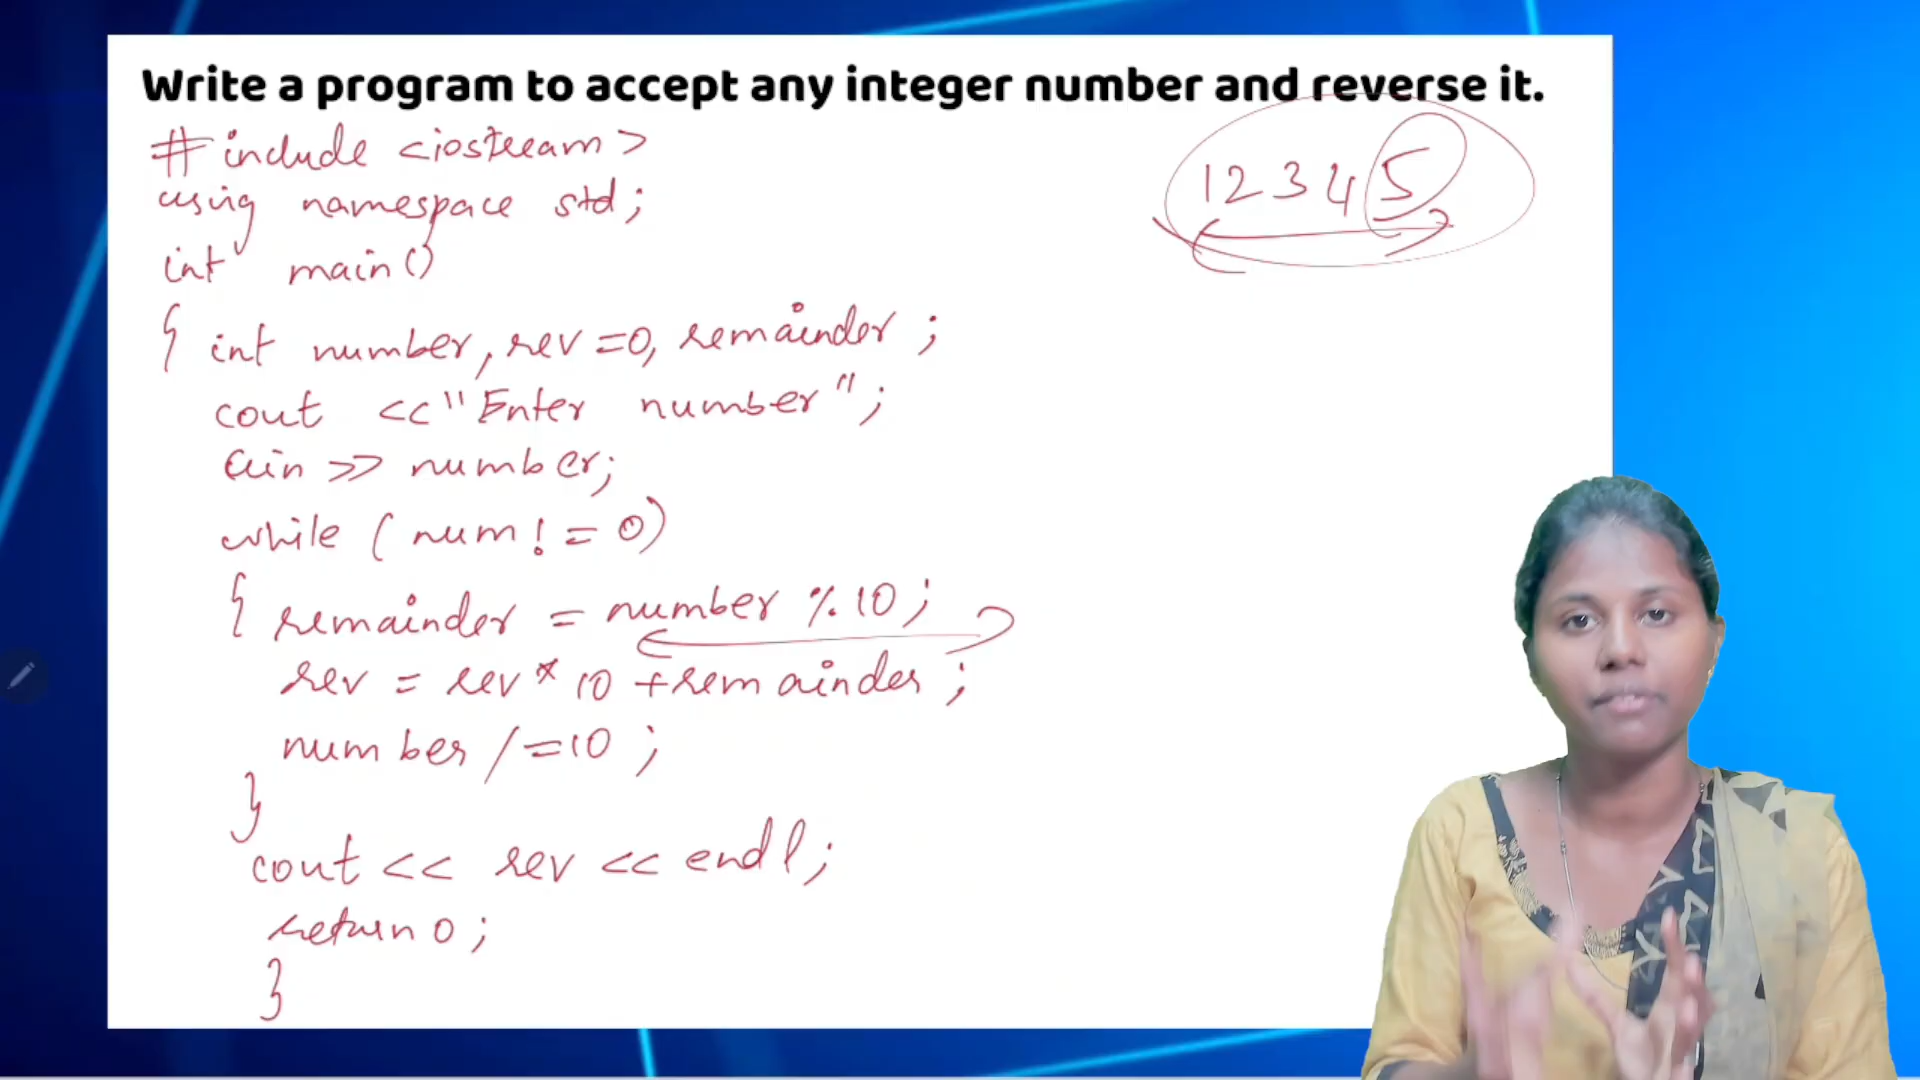 Write a program to accept any integer number and reverse it.
#include <iostream>
12345
using namespace std;
int main()
{ int number, rev=0, remainder;
cout <<"Enter number";
cin >> number;
while (num != 0)
{ remainder = number % 10;
rev = rev * 10 + remainder;
number /=10;
}
cout << rev << endl;
return 0;
}